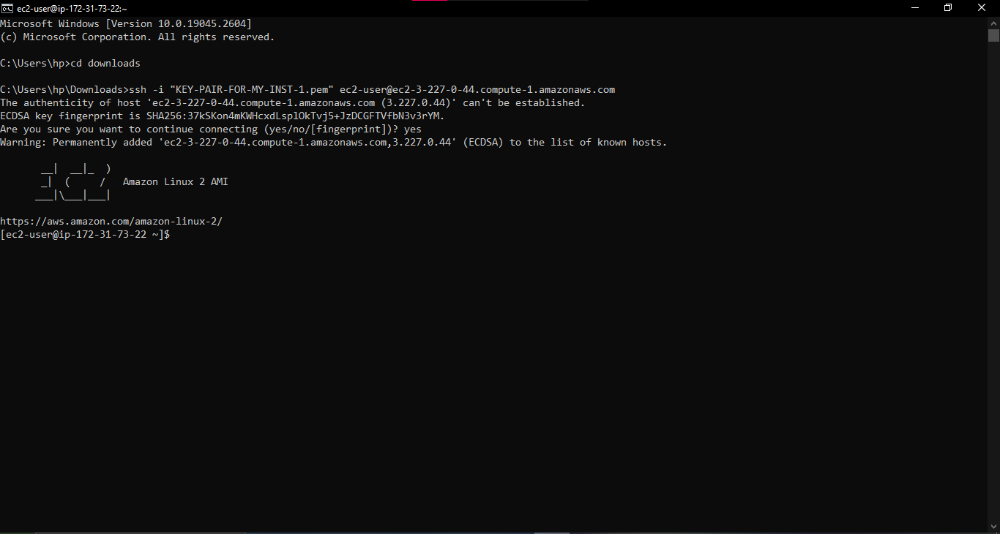 ec2-user@ip-172-31-73-22:~
Microsoft Windows [Version 10.0.19045.2604]
(c) Microsoft Corporation. All rights reserved.
C:\Users\hp>cd downloads
C:\Users\hp\Downloads>ssh -i "KEY-PAIR-FOR-MY-INST-1.pem" ec2-user@ec2-3-227-0-44.compute-1.amazonaws.com
The authenticity of host 'ec2-3-227-0-44.compute-1.amazonaws.com (3.227.0.44)' can't be established.
ECDSA key fingerprint is SHA256:37kSKon4mKWHcxdLsplOkTvj5+JzDCGFTVfbN3v3rYM.
Are you sure you want to continue connecting (yes/no/[fingerprint])? yes
Warning: Permanently added 'ec2-3-227-0-44.compute-1.amazonaws.com,3.227.0.44' (ECDSA) to the list of known hosts.
       __|  __|_  )
       _|  (     /   Amazon Linux 2 AMI
      ___|\___|___|
https://aws.amazon.com/amazon-linux-2/
[ec2-user@ip-172-31-73-22 ~]$